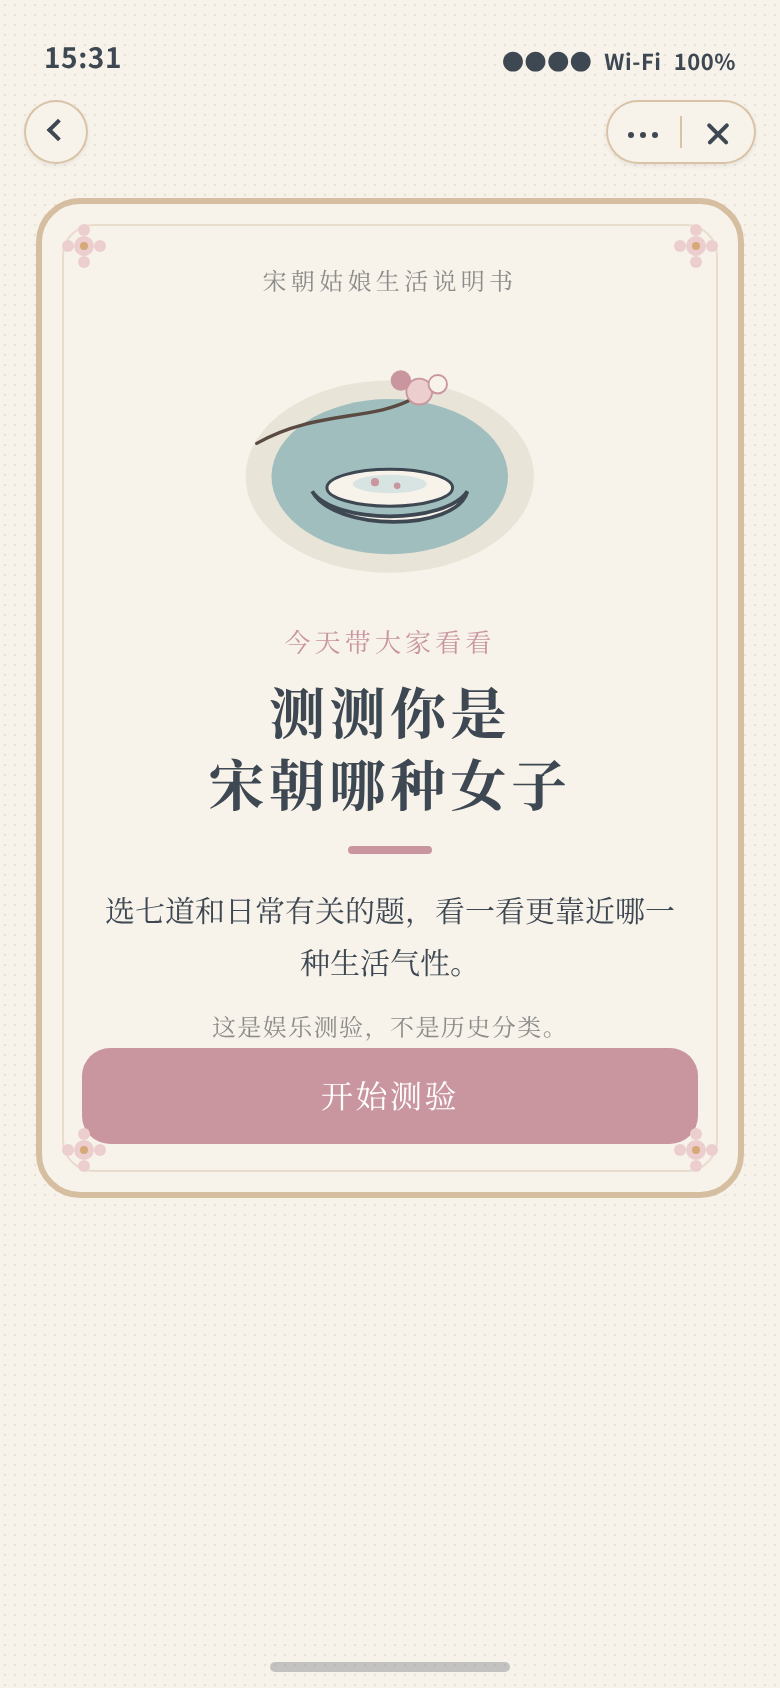 15:31
Wi-Fi 100%
宋朝姑娘生活说明书
今天带大家看看
测测你是
宋朝哪种女子
选七道和日常有关的题，看一看更靠近哪一
种生活气性。
这是娱乐测验，不是历史分类。
开始测验